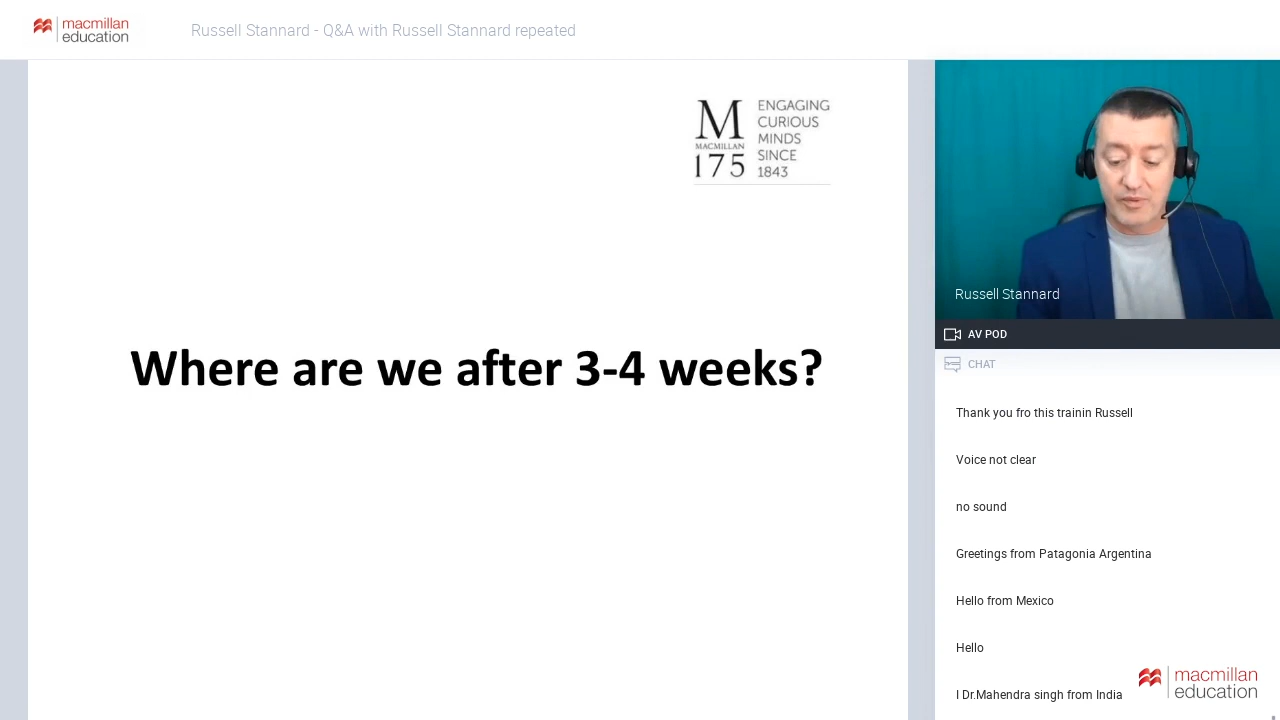 macmillan
education
Russell Stannard - Q&A with Russell Stannard repeated
M
MACMILLAN
175
ENGAGING
CURIOUS
MINDS
SINCE
1843
Where are we after 3-4 weeks?
Russell Stannard
AV POD
CHAT
Thank you fro this trainin Russell
Voice not clear
no sound
Greetings from Patagonia Argentina
Hello from Mexico
Hello
I Dr.Mahendra singh from India
macmillan
education